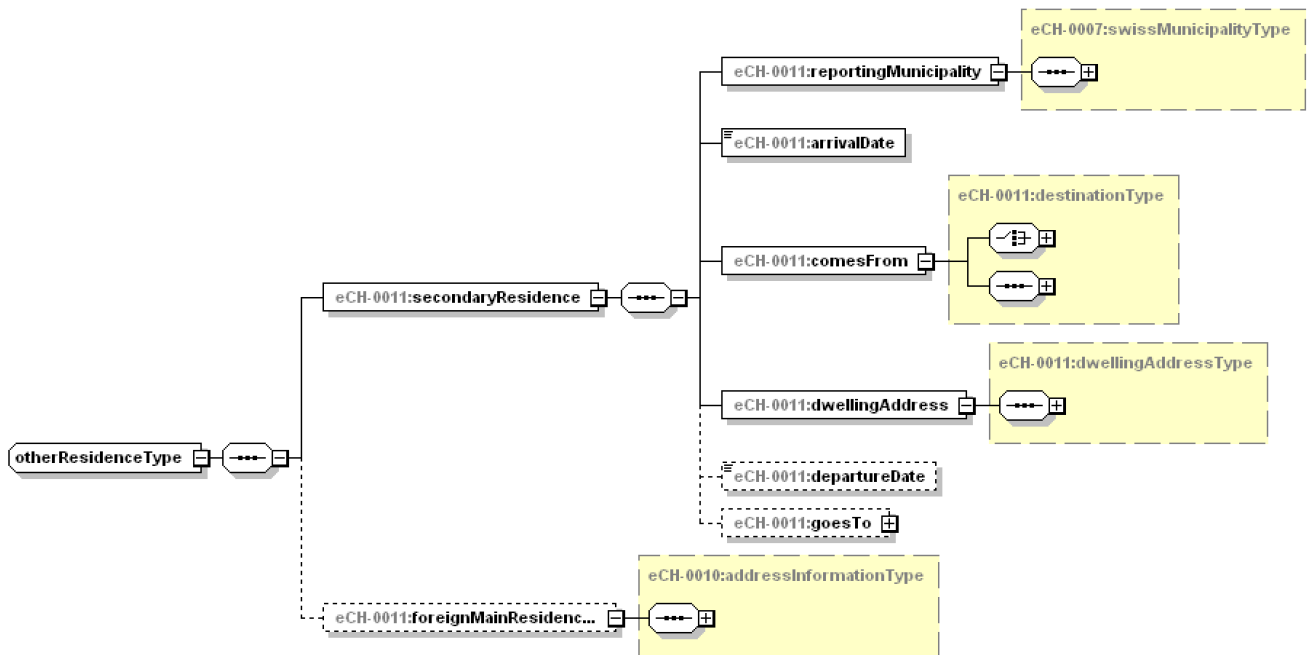 eCH-0007:swissMunicipalityType
eCH-0011:reportingMunicipality
eCH-0011:arrivalDate
eCH-0011:destinationType
eCH-0011:comesFrom
eCH-0011:secondaryResidence
eCH-0011:dwellingAddressType
eCH-0011:dwellingAddress
otherResidenceType
eCH-0011:departureDate
eCH-0011:goesTo
eCH-0010:addressInformationType
eCH-0011:foreignMainResidenc...